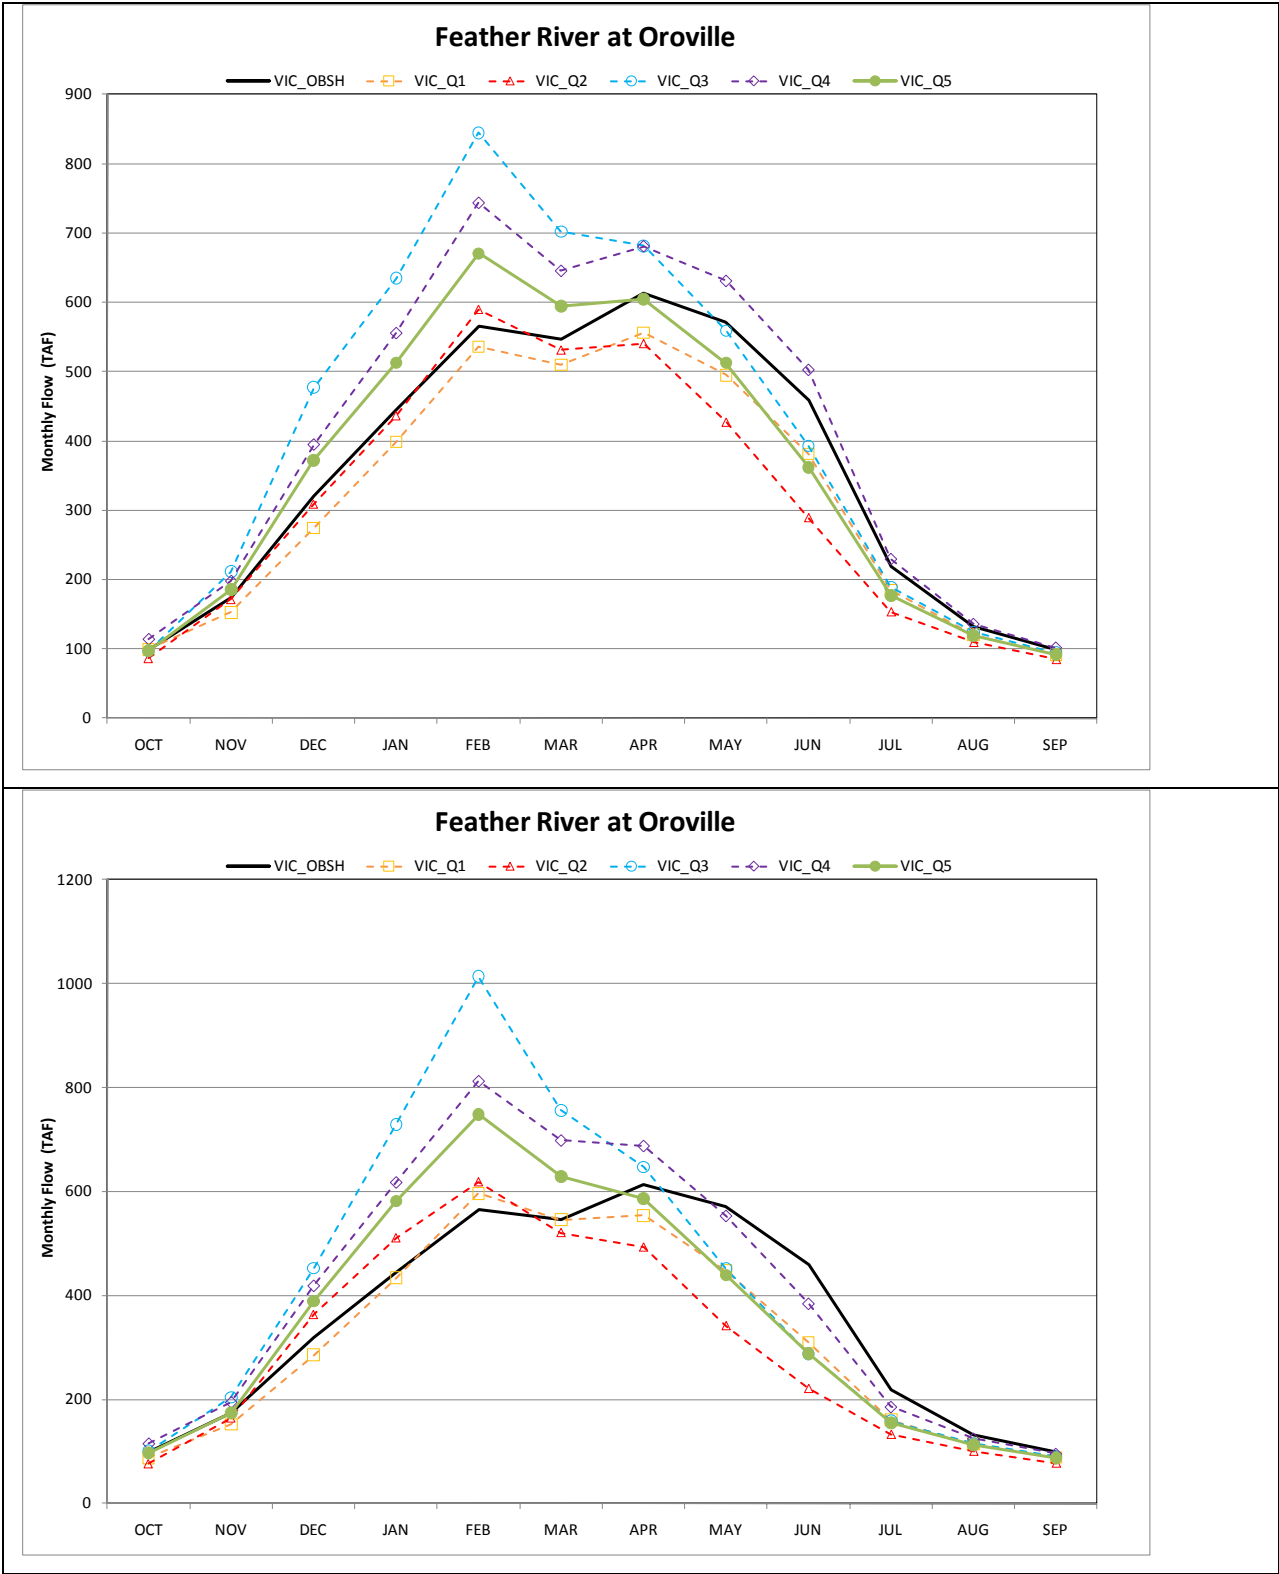 Feather River at Oroville
VIC_OBSH VIC_Q1 VIC_Q2 VIC_Q3 VIC_Q4 VIC_Q5
900
800
700
600
500
400
300
200
100
0
Monthly Flow (TAF)
OCT NOV DEC JAN FEB MAR APR MAY JUN JUL AUG SEP
Feather River at Oroville
VIC_OBSH VIC_Q1 VIC_Q2 VIC_Q3 VIC_Q4 VIC_Q5
1200
1000
800
600
400
200
0
Monthly Flow (TAF)
OCT NOV DEC JAN FEB MAR APR MAY JUN JUL AUG SEP